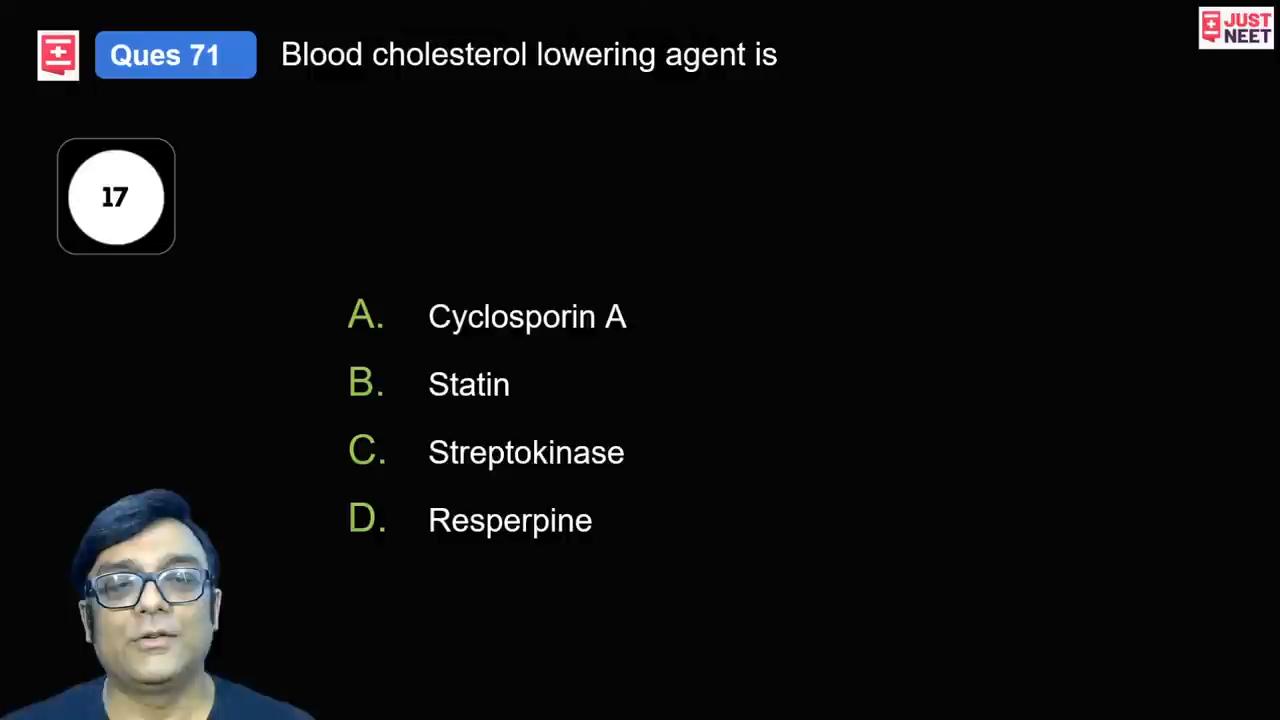 Ques 71 Blood cholesterol lowering agent is
JUST
NEET
17
A. Cyclosporin A
B. Statin
C. Streptokinase
D. Resperpine